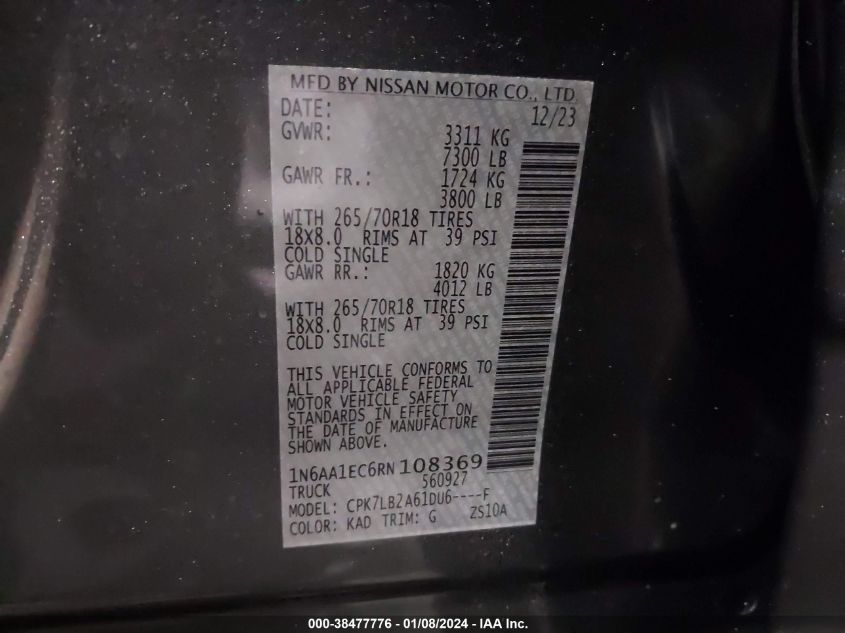 MFD BY NISSAN MOTOR CO., LTD.
DATE: 12/23
GVWR: 3311 KG
7300 LB
GAWR FR.: 1724 KG
3800 LB
WITH 265/70R18 TIRES
18X8.0 RIMS AT 39 PSI
COLD SINGLE
GAWR RR.: 1820 KG
4012 LB
WITH 265/70R18 TIRES
18X8.0 RIMS AT 39 PSI
COLD SINGLE
THIS VEHICLE CONFORMS TO
ALL APPLICABLE FEDERAL
MOTOR VEHICLE SAFETY
STANDARDS IN EFFECT ON
THE DATE OF MANUFACTURE
SHOWN ABOVE.
1N6AA1EC6RN108369
TRUCK 560927
MODEL: CPK7LB2A61DU6----F
COLOR: KAD TRIM: G ZS10A
000-38477776 - 01/08/2024 - IAA Inc.